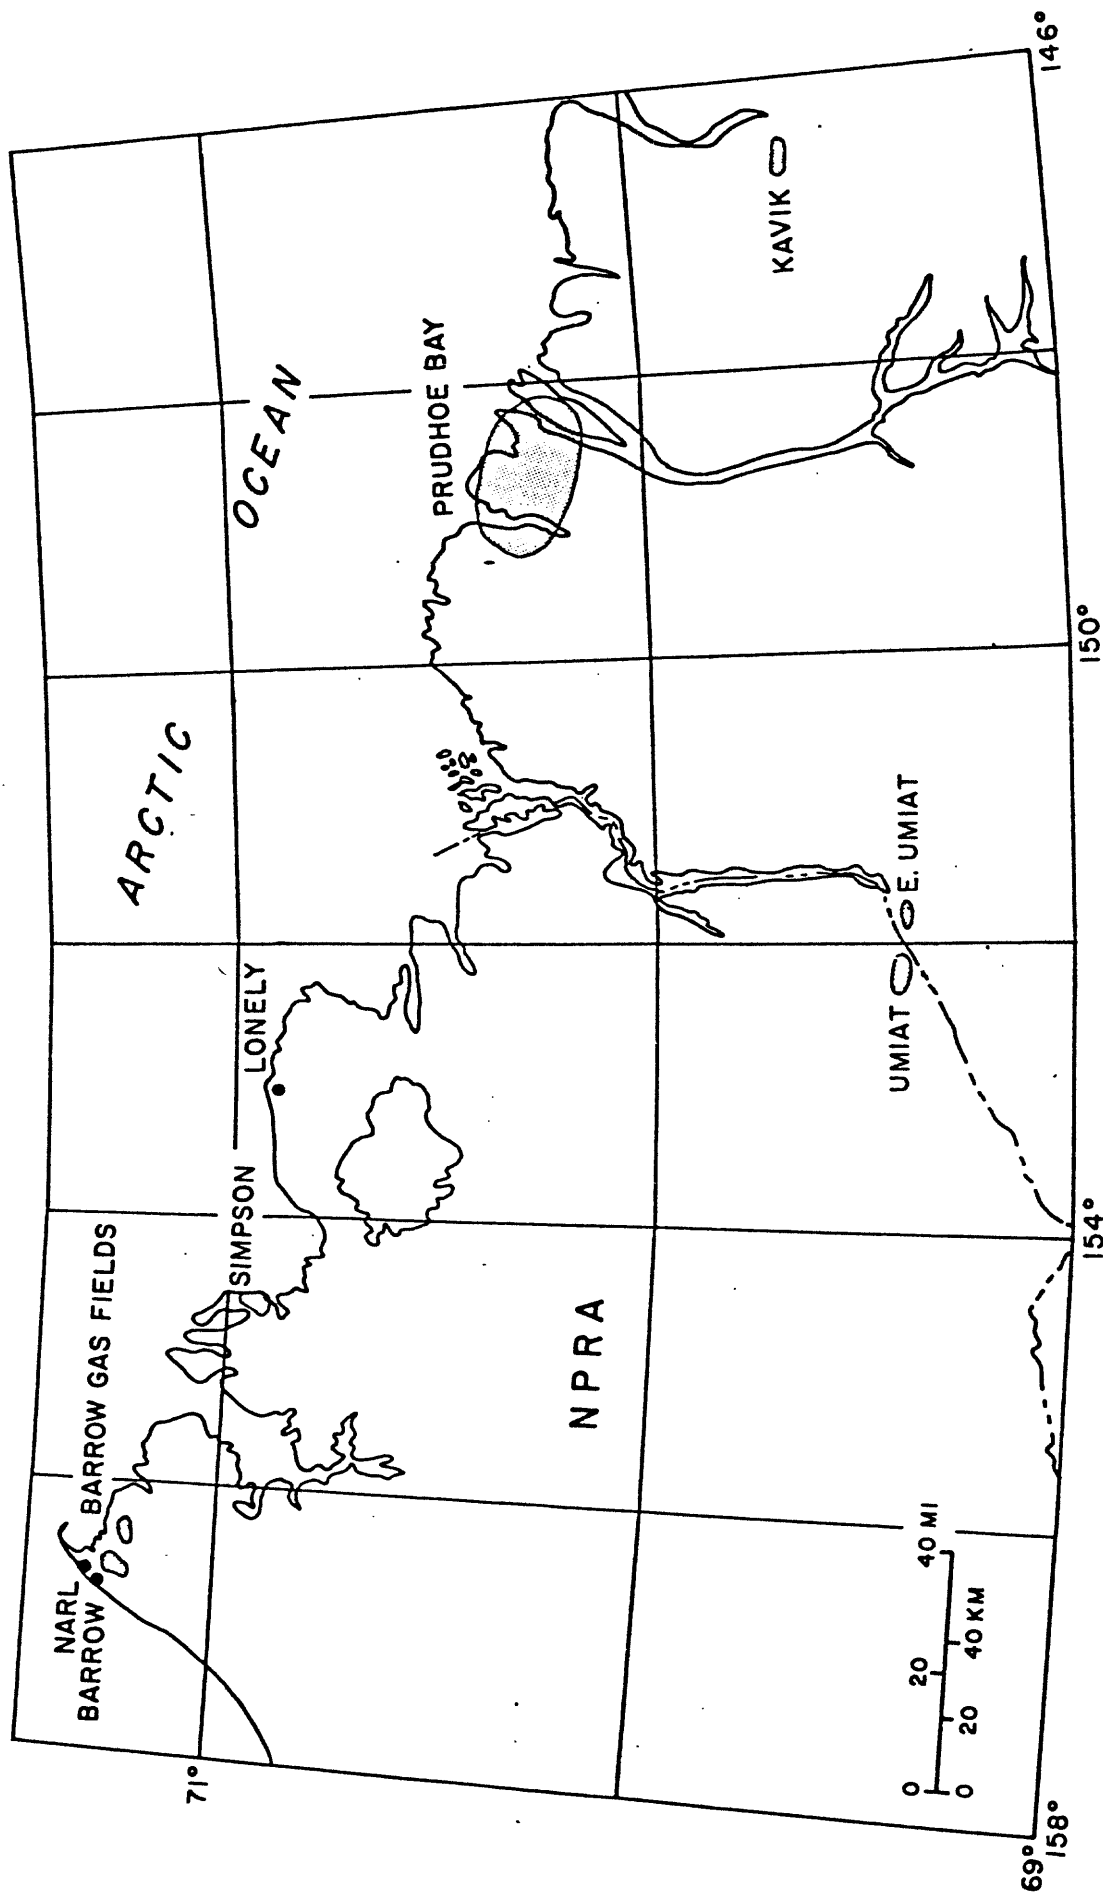 ARCTIC
OCEAN
NARL
BARROW
BARROW GAS FIELDS
SIMPSON
LONELY
PRUDHOE BAY
KAVIK
NPRA
UMIAT
E. UMIAT
71°
69°
158°
154°
150°
146°
0 20 40 MI
0 20 40 KM